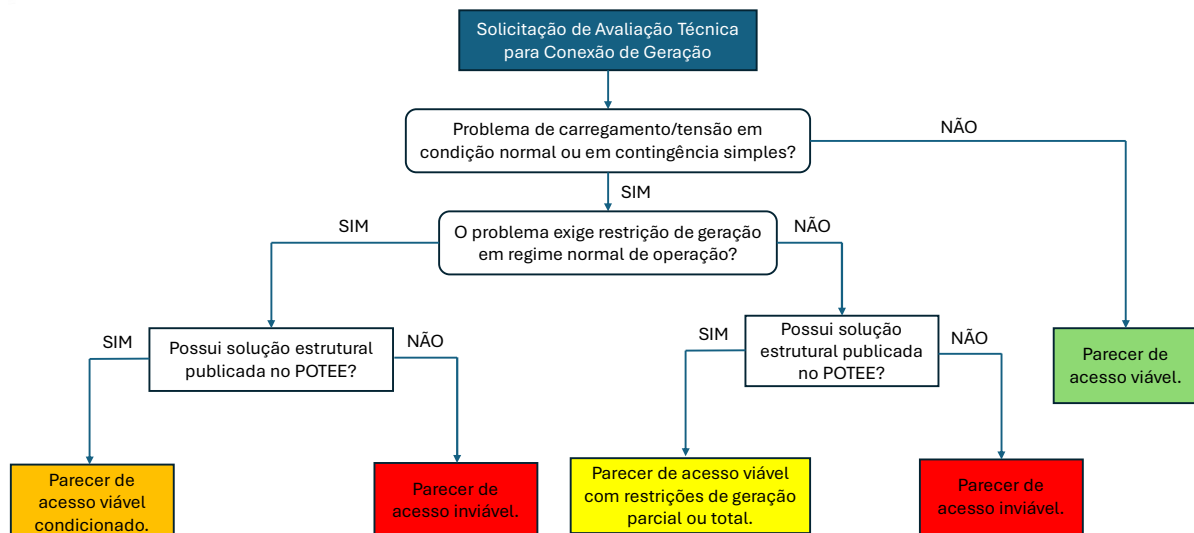 Solicitação de Avaliação Técnica
para Conexão de Geração
Problema de carregamento/tensão em
condição normal ou em contingência simples?
NÃO
SIM
O problema exige restrição de geração
em regime normal de operação?
SIM
NÃO
Possui solução estrutural
publicada no POTEE?
SIM
NÃO
Possui solução
estrutural publicada
no POTEE?
SIM
NÃO
Parecer de
acesso viável.
Parecer de
acesso viável
condicionado.
Parecer de
acesso inviável.
Parecer de acesso viável
com restrições de geração
parcial ou total.
Parecer de
acesso inviável.